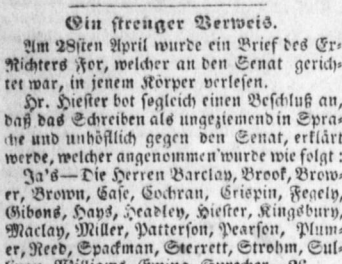 Ein strenger Verweis.
Am 28sten April wurde ein Brief des Er-
Richters Fox, welcher an den Senat gerich-
tet war, in jenem Körper verlesen.
Hr. Hiester bot sogleich einen Beschluß an,
daß das Schreiben als ungeziemend in Spra-
che und unhöfllich gegen den Senat, erklärt
werde, welcher angenommen wurde wie folgt:
Ja's—Die Herren Barclay, Brook, Brow-
er, Brown, Case, Cochran, Crispin, Fegely,
Gibons, Hays, Headley, Hiester, Kingsbury,
Maclay, Miller, Patterson, Pearson, Plum-
er, Reed, Spackman, Sterrett, Strohm, Sul-